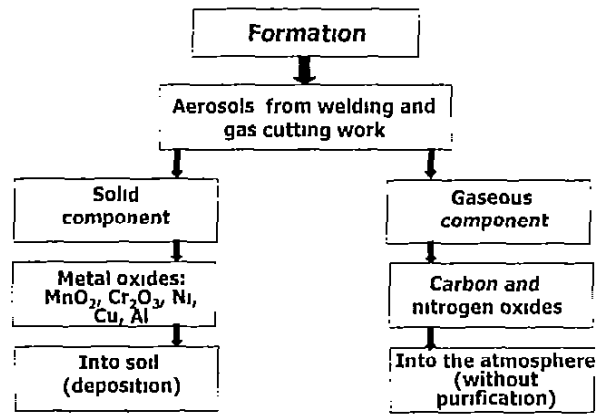 Formation
Aerosols from welding and
gas cutting work
Solid
component
Gaseous
component
Metal oxides:
MnO₂, Cr₂O₃, Ni,
Cu, Al
Carbon and
nitrogen oxides
Into soil
(deposition)
Into the atmosphere
(without
purification)